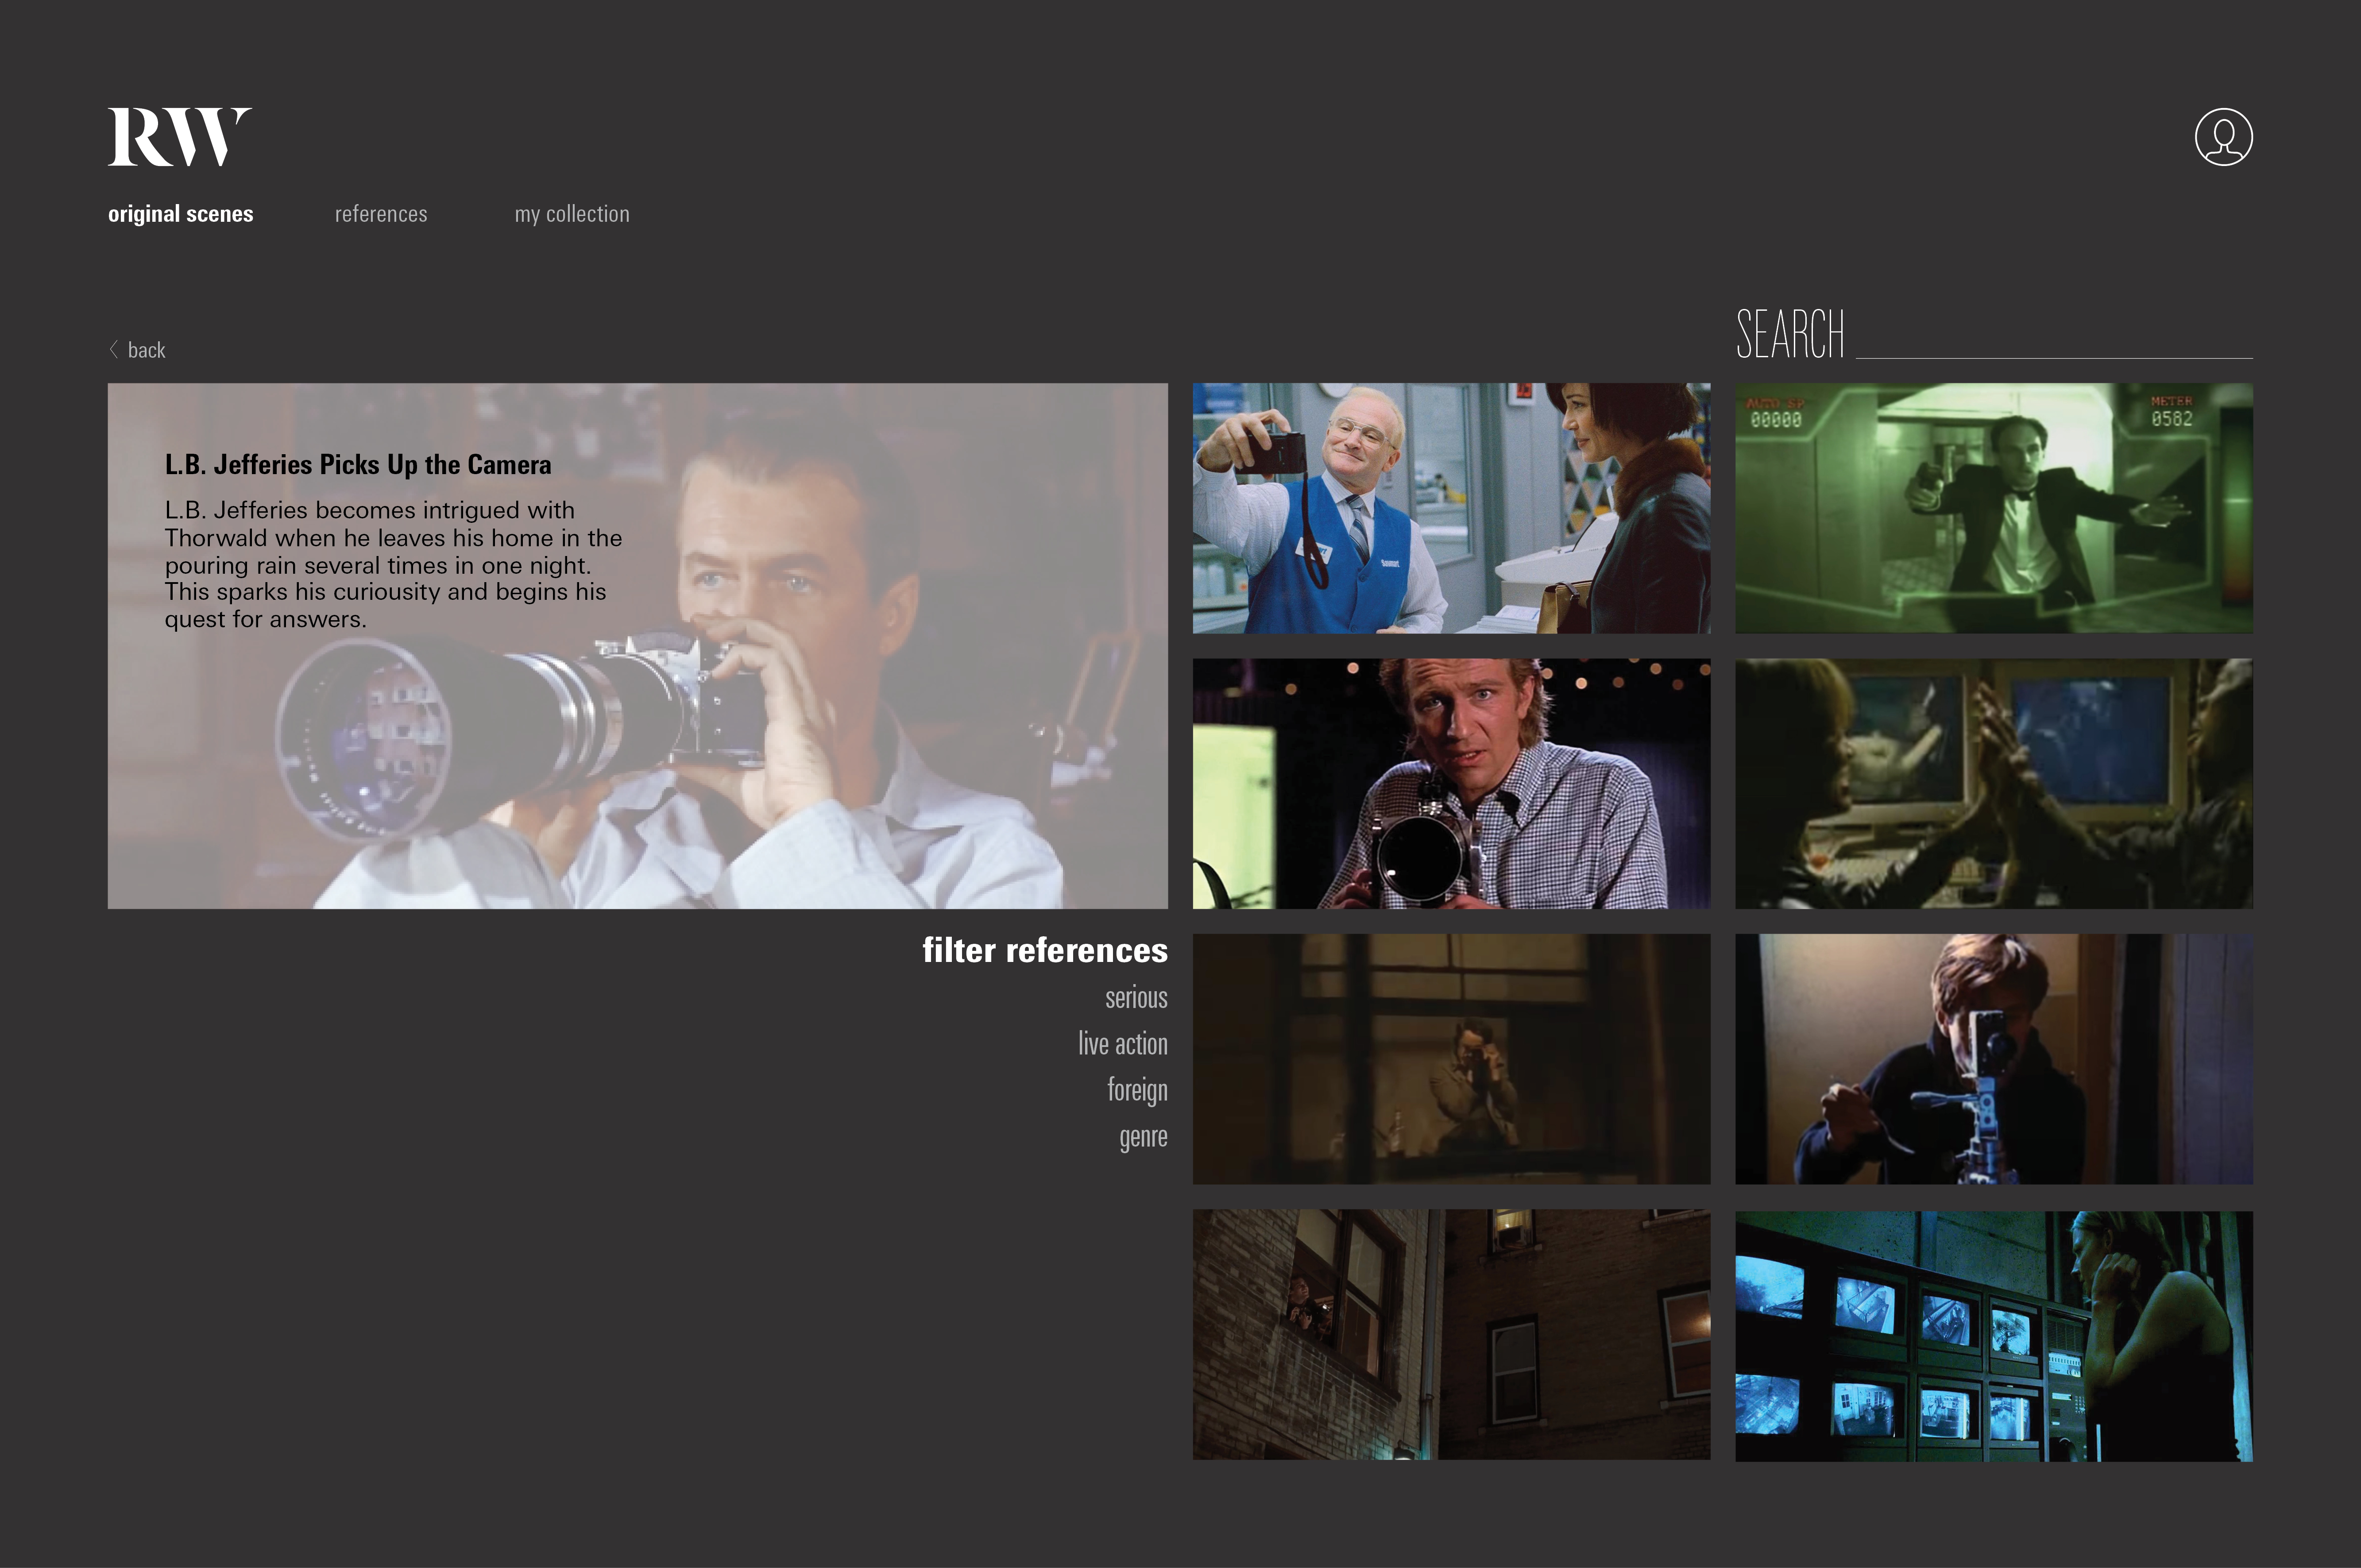 RW
original scenes
references
my collection
back
SEARCH
L.B. Jefferies Picks Up the Camera
L.B. Jefferies becomes intrigued with
Thorwald when he leaves his home in the
pouring rain several times in one night.
This sparks his curiousity and begins his
quest for answers.
AUTO SP
00000
METER
0582
filter references
serious
live action
foreign
genre